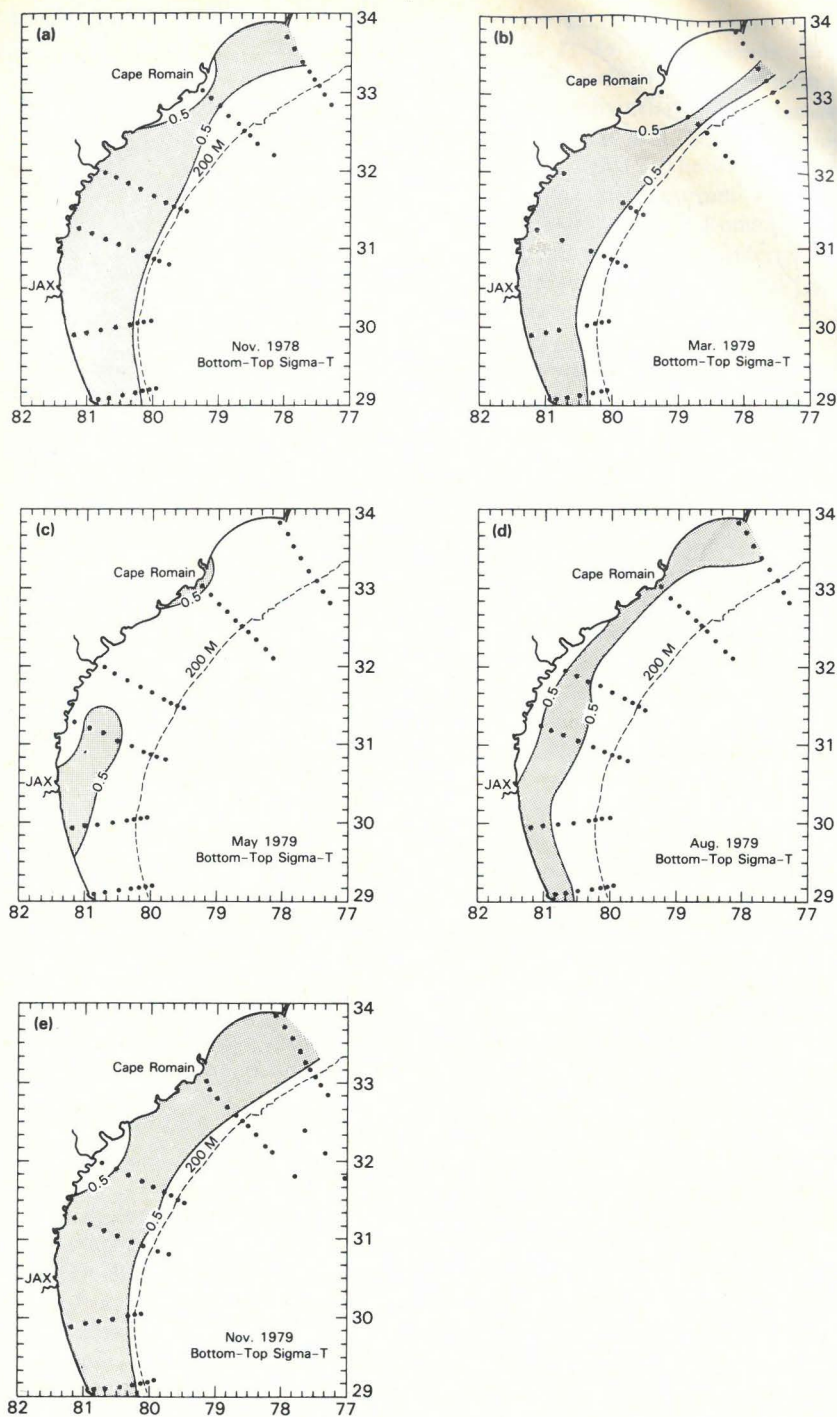 (a)
Cape Romain
0.5
0.5
200 M
JAX
Nov. 1978
Bottom-Top Sigma-T
34
33
32
31
30
29
82 81 80 79 78 77
(b)
Cape Romain
0.5
0.5
JAX
Mar. 1979
Bottom-Top Sigma-T
34
33
32
31
30
29
82 81 80 79 78 77
(c)
Cape Romain
0.5
200 M
0.5
JAX
May 1979
Bottom-Top Sigma-T
34
33
32
31
30
29
82 81 80 79 78 77
(d)
Cape Romain
200 M
0.5
0.5
JAX
Aug. 1979
Bottom-Top Sigma-T
34
33
32
31
30
29
82 81 80 79 78 77
(e)
Cape Romain
200 M
0.5
0.5
JAX
Nov. 1979
Bottom-Top Sigma-T
34
33
32
31
30
29
82 81 80 79 78 77